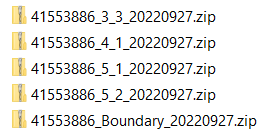 41553886_3_3_20220927.zip
41553886_4_1_20220927.zip
41553886_5_1_20220927.zip
41553886_5_2_20220927.zip
41553886_Boundary_20220927.zip